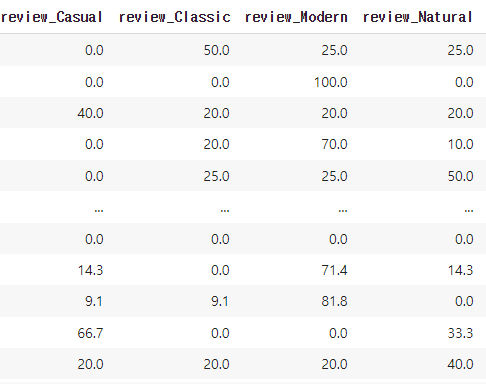 review_Casual review_Classic review_Modern review_Natural
0.0 50.0 25.0 25.0
0.0 0.0 100.0 0.0
40.0 20.0 20.0 20.0
0.0 20.0 70.0 10.0
0.0 25.0 25.0 50.0
... ... ... ...
0.0 0.0 0.0 0.0
14.3 0.0 71.4 14.3
9.1 9.1 81.8 0.0
66.7 0.0 0.0 33.3
20.0 20.0 20.0 40.0